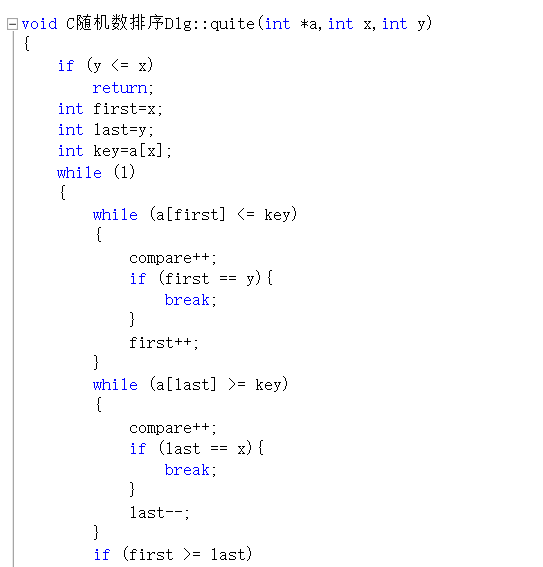 void C随机数排序Dlg::quite(int *a,int x,int y)
{
    if (y <= x)
        return;
    int first=x;
    int last=y;
    int key=a[x];
    while (1)
    {
        while (a[first] <= key)
        {
            compare++;
            if (first == y){
                break;
            }
            first++;
        }
        while (a[last] >= key)
        {
            compare++;
            if (last == x){
                break;
            }
            last--;
        }
        if (first >= last)